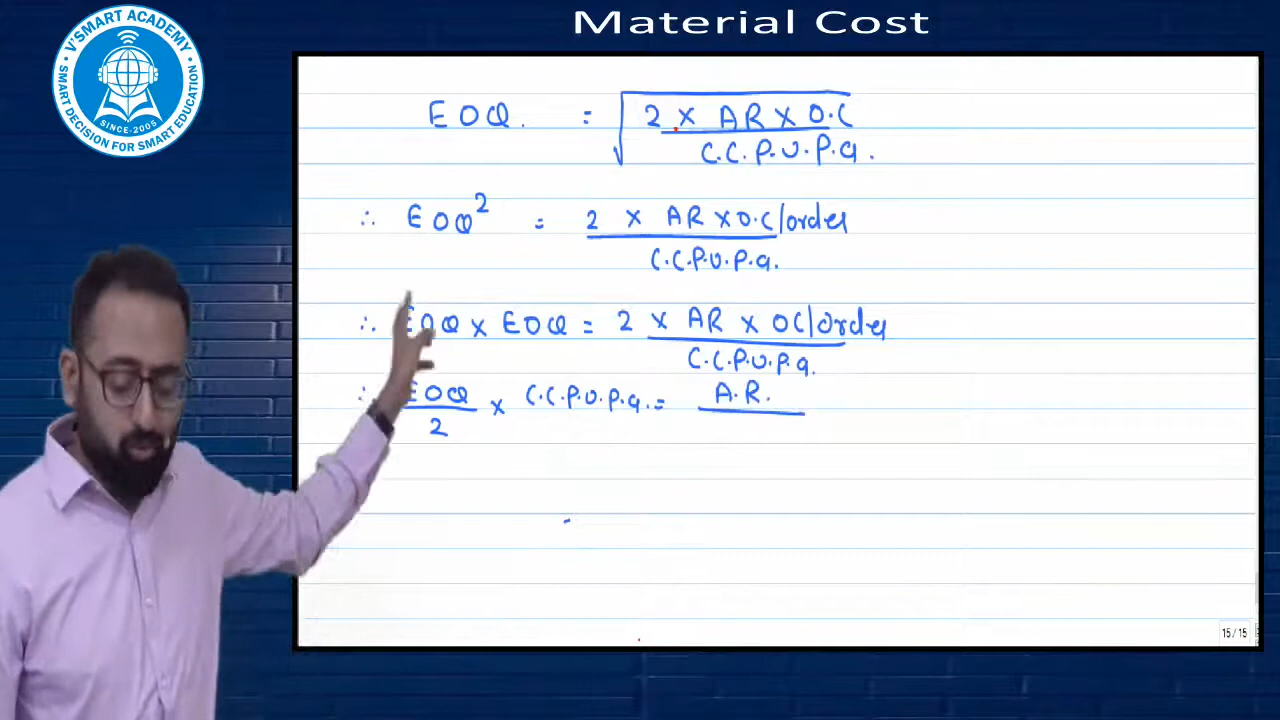 Material Cost
V'SMART ACADEMY
SINCE-2005
SMART DECISION FOR SMART EDUCATION
EOQ. = √ 2 × AR × O.C
C.C.P.U.P.a.
∴ EOQ² = 2 × AR × O.C/order
C.C.P.U.P.a.
∴ EOQ × EOQ = 2 × AR × OC/order
C.C.P.U.P.a.
∴ EOQ × C.C.P.U.P.a. = A.R.
2
15/15